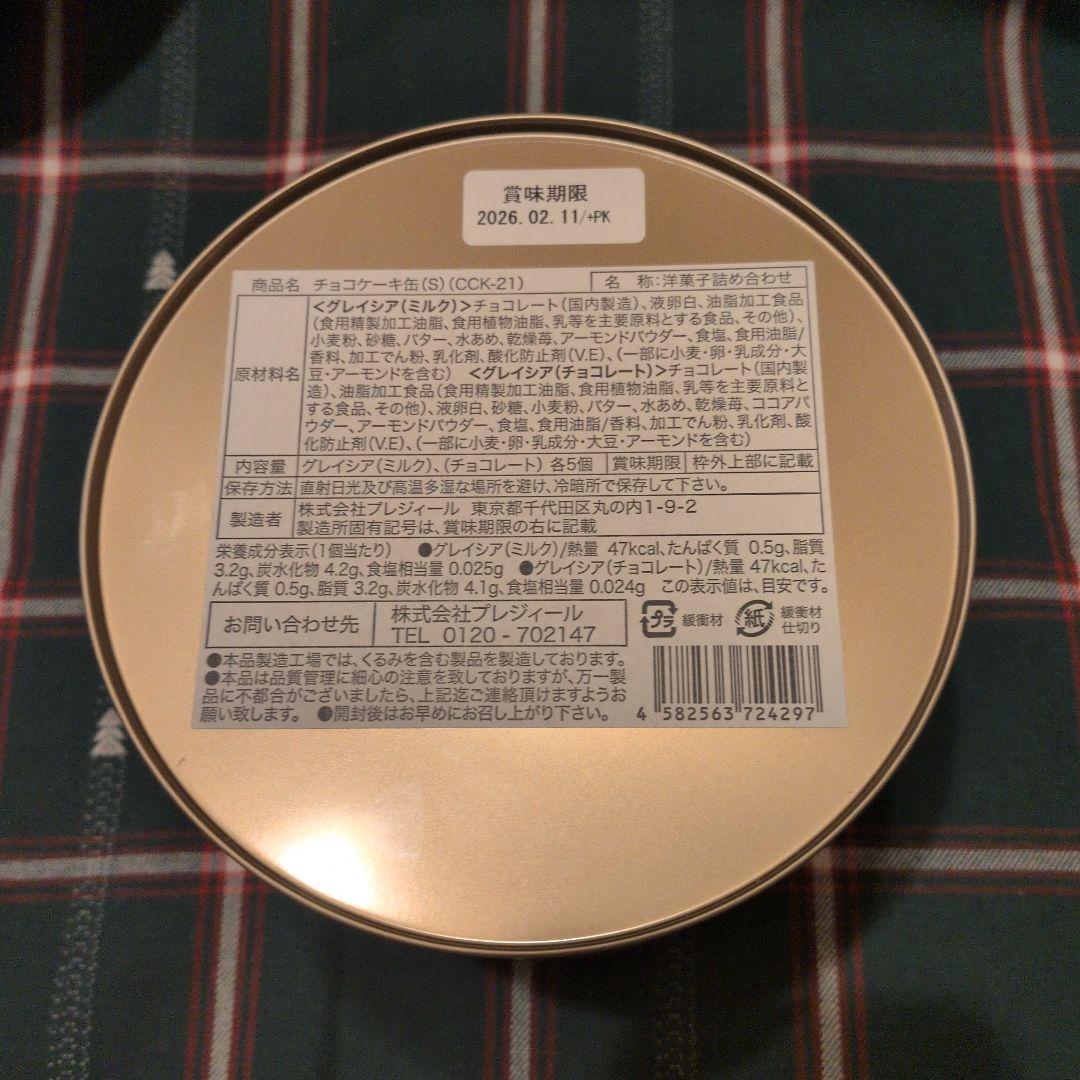 賞味期限
2026.02.11/+PK
商品名 チョコケーキ缶(S)(CCK-21) 名 称:洋菓子詰め合わせ
原材料名
<グレイシア(ミルク)>チョコレート(国内製造)、液卵白、油脂加工食品
(食用精製加工油脂、食用植物油脂、乳等を主要原料とする食品、その他)、
小麦粉、砂糖、バター、水あめ、乾燥苺、アーモンドパウダー、食塩、食用油脂/
香料、加工でん粉、乳化剤、酸化防止剤(V.E)、(一部に小麦・卵・乳成分・大
豆・アーモンドを含む) <グレイシア(チョコレート)>チョコレート(国内製
造)、油脂加工食品(食用精製加工油脂、食用植物油脂、乳等を主要原料と
する食品、その他)、液卵白、砂糖、小麦粉、バター、水あめ、乾燥苺、ココアパ
ウダー、アーモンドパウダー、食塩、食用油脂/香料、加工でん粉、乳化剤、酸
化防止剤(V.E)、(一部に小麦・卵・乳成分・大豆・アーモンドを含む)
内容量 グレイシア(ミルク)、(チョコレート) 各5個 賞味期限 枠外上部に記載
保存方法 直射日光及び高温多湿な場所を避け、冷暗所で保存して下さい。
製造者 株式会社プレジィール 東京都千代田区丸の内1-9-2
製造所固有記号は、賞味期限の右に記載
栄養成分表示(1個当たり) ●グレイシア(ミルク)/熱量 47kcal、たんぱく質 0.5g、脂質
3.2g、炭水化物 4.2g、食塩相当量 0.025g ●グレイシア(チョコレート)/熱量 47kcal、た
んぱく質 0.5g、脂質 3.2g、炭水化物 4.1g、食塩相当量 0.024g この表示値は、目安です。
お問い合わせ先 株式会社プレジィール
TEL 0120-702147
プラ 緩衝材 紙 緩衝材
仕切り
●本品製造工場では、くるみを含む製品を製造しております。
●本品は品質管理に細心の注意を致しておりますが、万一製
品に不都合がございましたら、上記迄ご連絡頂けますようお
願い致します。 ●開封後はお早めにお召し上がり下さい。
4 582563 724297